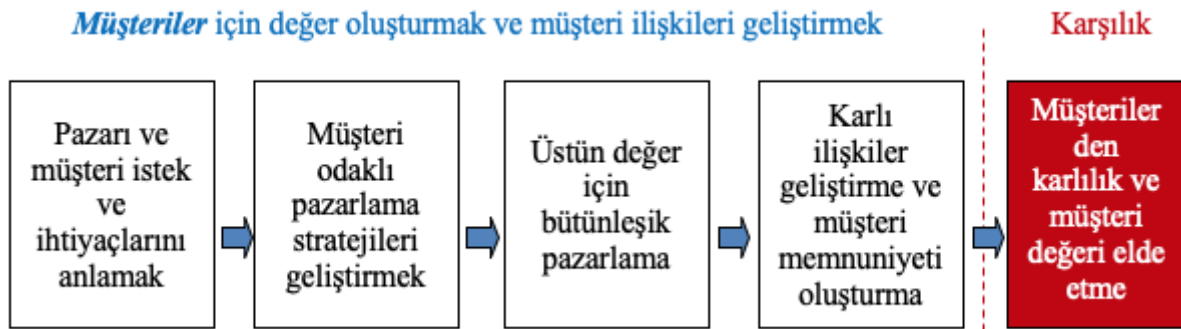 Müşteriler için değer oluşturmak ve müşteri ilişkileri geliştirmek
Karşılık
Pazarı ve
müşteri istek
ve
ihtiyaçlarını
anlamak
Müşteri
odaklı
pazarlama
stratejileri
geliştirmek
Üstün değer
için
bütünleşik
pazarlama
Karlı
ilişkiler
geliştirme ve
müşteri
memnuniyeti
oluşturma
Müşteriler
den
karlılık ve
müşteri
değeri elde
etme